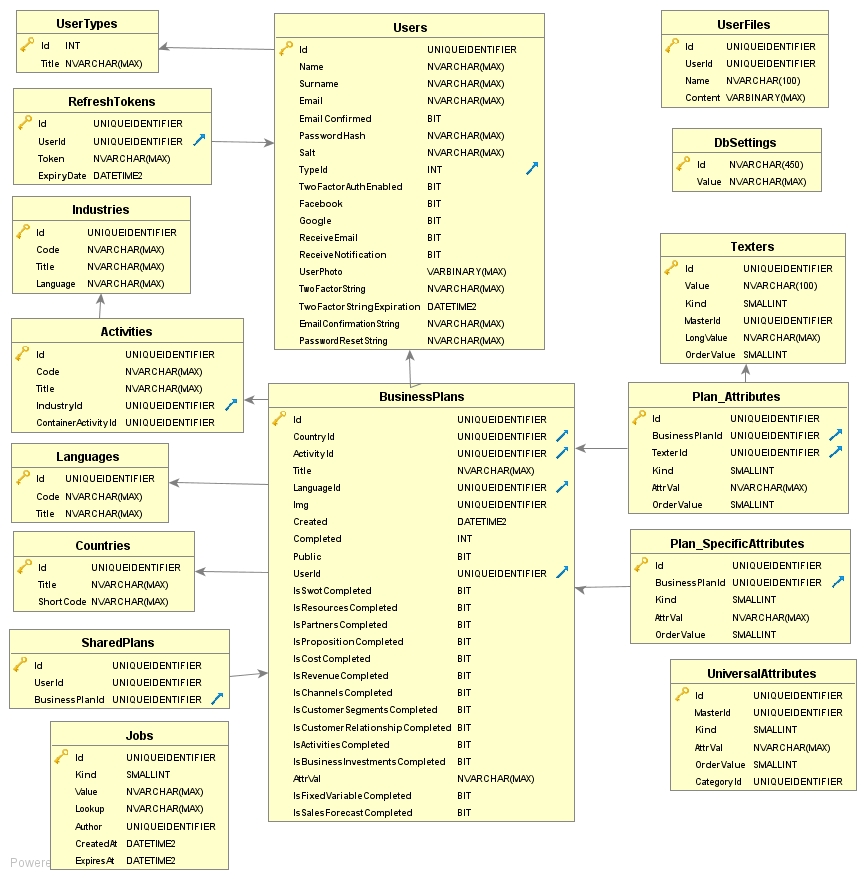 UserTypes
Id INT
Title NVARCHAR(MAX)
RefreshTokens
Id UNIQUEIDENTIFIER
UserId UNIQUEIDENTIFIER
Token NVARCHAR(MAX)
ExpiryDate DATETIME2
Industries
Id UNIQUEIDENTIFIER
Code NVARCHAR(MAX)
Title NVARCHAR(MAX)
Language NVARCHAR(MAX)
Activities
Id UNIQUEIDENTIFIER
Code NVARCHAR(MAX)
Title NVARCHAR(MAX)
IndustryId UNIQUEIDENTIFIER
ContainerActivityId UNIQUEIDENTIFIER
Languages
Id UNIQUEIDENTIFIER
Code NVARCHAR(MAX)
Title NVARCHAR(MAX)
Countries
Id UNIQUEIDENTIFIER
Title NVARCHAR(MAX)
ShortCode NVARCHAR(MAX)
SharedPlans
Id UNIQUEIDENTIFIER
UserId UNIQUEIDENTIFIER
BusinessPlanId UNIQUEIDENTIFIER
Jobs
Id UNIQUEIDENTIFIER
Kind SMALLINT
Value NVARCHAR(MAX)
Lookup NVARCHAR(MAX)
Author UNIQUEIDENTIFIER
CreatedAt DATETIME2
ExpiresAt DATETIME2
Powere
Users
Id UNIQUEIDENTIFIER
Name NVARCHAR(MAX)
Surname NVARCHAR(MAX)
Email NVARCHAR(MAX)
EmailConfirmed BIT
PasswordHash NVARCHAR(MAX)
Salt NVARCHAR(MAX)
TypeId INT
TwoFactorAuthEnabled BIT
Facebook BIT
Google BIT
ReceiveEmail BIT
ReceiveNotification BIT
UserPhoto VARBINARY(MAX)
TwoFactorString NVARCHAR(MAX)
TwoFactorStringExpiration DATETIME2
EmailConfirmationString NVARCHAR(MAX)
PasswordResetString NVARCHAR(MAX)
BusinessPlans
Id UNIQUEIDENTIFIER
CountryId UNIQUEIDENTIFIER
ActivityId UNIQUEIDENTIFIER
Title NVARCHAR(MAX)
LanguageId UNIQUEIDENTIFIER
Img UNIQUEIDENTIFIER
Created DATETIME2
Completed INT
Public BIT
UserId UNIQUEIDENTIFIER
IsSwotCompleted BIT
IsResourcesCompleted BIT
IsPartnersCompleted BIT
IsPropositionCompleted BIT
IsCostCompleted BIT
IsRevenueCompleted BIT
IsChannelsCompleted BIT
IsCustomerSegmentsCompleted BIT
IsCustomerRelationshipCompleted BIT
IsActivitiesCompleted BIT
IsBusinessInvestmentsCompleted BIT
AttrVal NVARCHAR(MAX)
IsFixedVariableCompleted BIT
IsSalesForecastCompleted BIT
UserFiles
Id UNIQUEIDENTIFIER
UserId UNIQUEIDENTIFIER
Name NVARCHAR(100)
Content VARBINARY(MAX)
DbSettings
Id NVARCHAR(450)
Value NVARCHAR(MAX)
Texters
Id UNIQUEIDENTIFIER
Value NVARCHAR(100)
Kind SMALLINT
MasterId UNIQUEIDENTIFIER
LongValue NVARCHAR(MAX)
OrderValue SMALLINT
Plan_Attributes
Id UNIQUEIDENTIFIER
BusinessPlanId UNIQUEIDENTIFIER
TexterId UNIQUEIDENTIFIER
Kind SMALLINT
AttrVal NVARCHAR(MAX)
OrderValue SMALLINT
Plan_SpecificAttributes
Id UNIQUEIDENTIFIER
BusinessPlanId UNIQUEIDENTIFIER
Kind SMALLINT
AttrVal NVARCHAR(MAX)
OrderValue SMALLINT
UniversalAttributes
Id UNIQUEIDENTIFIER
MasterId UNIQUEIDENTIFIER
Kind SMALLINT
AttrVal NVARCHAR(MAX)
OrderValue SMALLINT
CategoryId UNIQUEIDENTIFIER